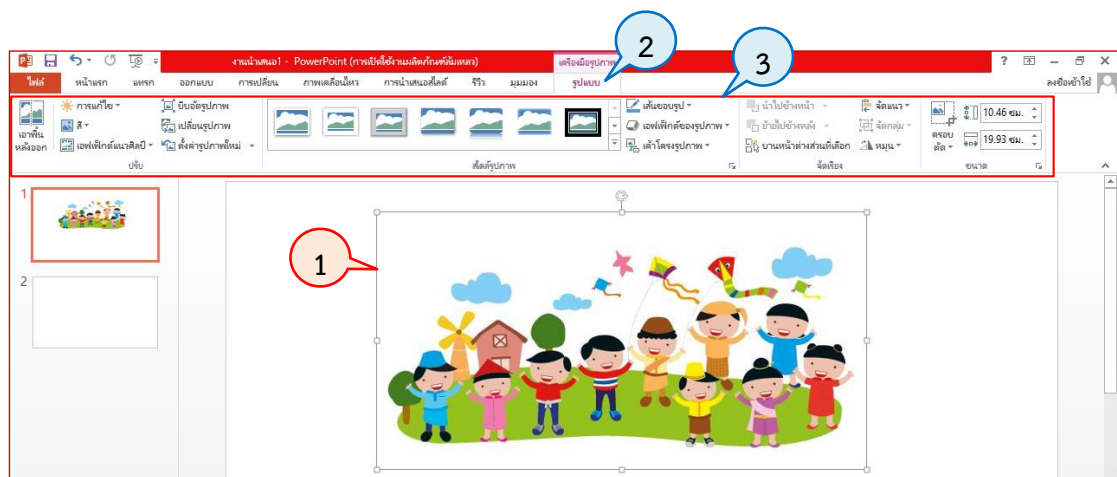 2
3
งานนำเสนอ1 - PowerPoint (การเปิดใช้งานผลิตภัณฑ์ล้มเหลว)
เครื่องมือรูปภาพ
?
ไฟล์ หน้าแรก แทรก ออกแบบ การเปลี่ยน ภาพเคลื่อนไหว การนำเสนอสไลด์ รีวิว มุมมอง รูปแบบ ลงชื่อเข้าใช้
เอาพื้น
หลังออก
การแก้ไข
สี
เอฟเฟ็กต์แนวศิลป์
บีบอัดรูปภาพ
เปลี่ยนรูปภาพ
ตั้งค่ารูปภาพใหม่
ปรับ
สไตล์รูปภาพ
เส้นขอบรูป
เอฟเฟ็กต์ของรูปภาพ
เค้าโครงรูปภาพ
นำไปข้างหน้า
ย้ายไปข้างหลัง
บานหน้าต่างส่วนที่เลือก
จัดแนว
จัดกลุ่ม
หมุน
จัดเรียง
ครอบ
ตัด
10.46 ซม.
19.93 ซม.
ขนาด
1
2
1